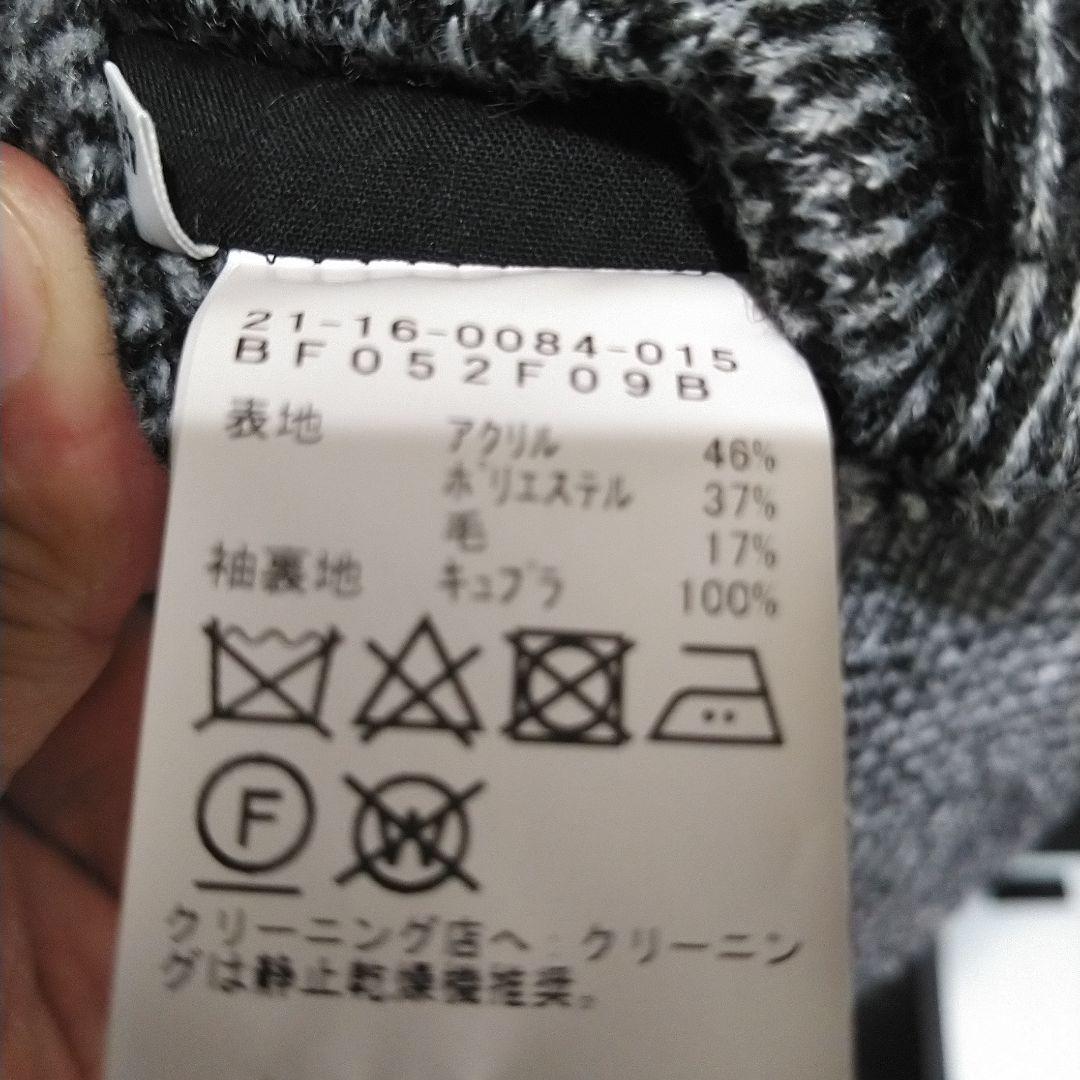 21-16-0084-015
BF052F09B
表地 アクリル 46%
ポリエステル 37%
毛 17%
袖裏地 キュプラ 100%
F
W
クリーニング店へ:クリーニン
グは静止乾燥機推奨。